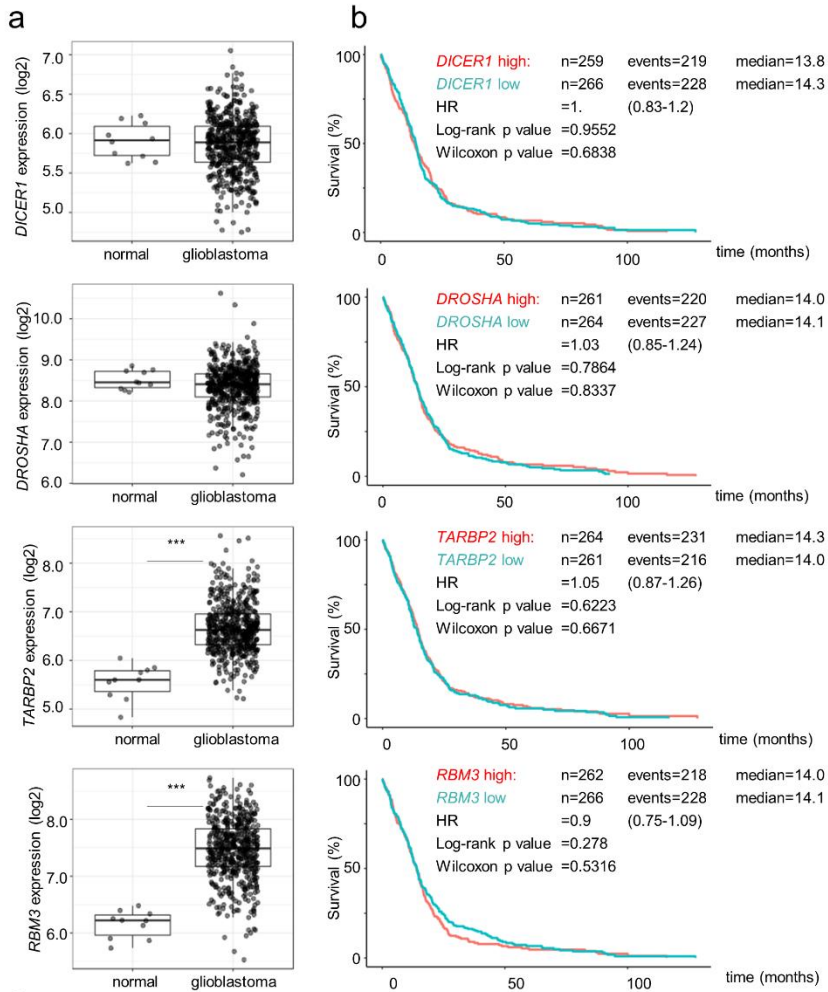 a
DICER1 expression (log2)
7.0
6.5
6.0
5.5
5.0
normal glioblastoma
DROSHA expression (log2)
10.0
9.0
8.0
7.0
6.0
normal glioblastoma
TARBP2 expression (log2)
8.0
7.0
6.0
5.0
***
normal glioblastoma
RBM3 expression (log2)
8.0
7.0
6.0
***
normal glioblastoma
b
Survival (%)
100
50
0
DICER1 high: n=259 events=219 median=13.8
DICER1 low n=266 events=228 median=14.3
HR =1. (0.83-1.2)
Log-rank p value =0.9552
Wilcoxon p value =0.6838
0 50 100
time (months)
Survival (%)
100
50
0
DROSHA high: n=261 events=220 median=14.0
DROSHA low n=264 events=227 median=14.1
HR =1.03 (0.85-1.24)
Log-rank p value =0.7864
Wilcoxon p value =0.8337
0 50 100
time (months)
Survival (%)
100
50
0
TARBP2 high: n=264 events=231 median=14.3
TARBP2 low n=261 events=216 median=14.0
HR =1.05 (0.87-1.26)
Log-rank p value =0.6223
Wilcoxon p value =0.6671
0 50 100
time (months)
Survival (%)
100
50
0
RBM3 high: n=262 events=218 median=14.0
RBM3 low n=266 events=228 median=14.1
HR =0.9 (0.75-1.09)
Log-rank p value =0.278
Wilcoxon p value =0.5316
0 50 100
time (months)